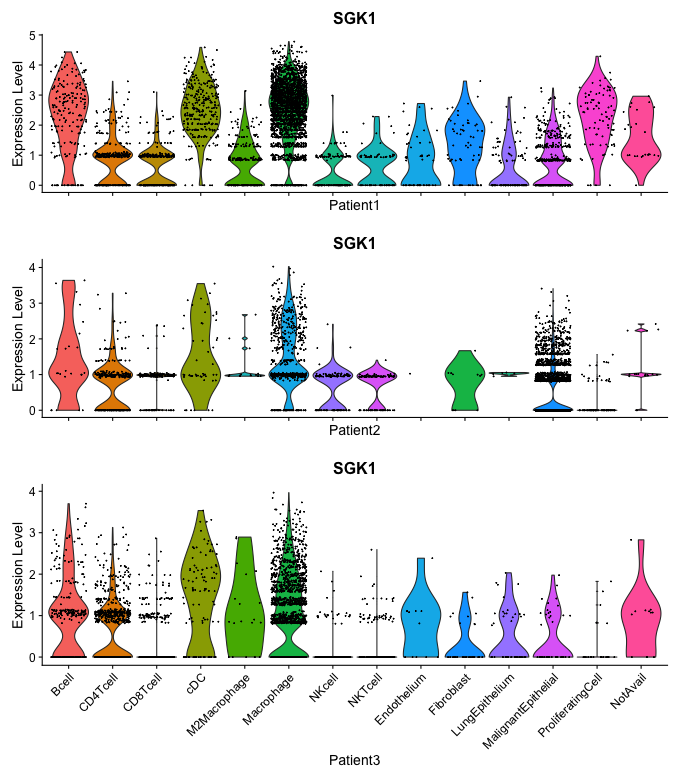 SGK1
Expression Level
5
4
3
2
1
0
Patient1
SGK1
Expression Level
4
3
2
1
0
Patient2
SGK1
Expression Level
4
3
2
1
0
Bcell
CD4Tcell
CD8Tcell
cDC
M2Macrophage
Macrophage
NKcell
NKTcell
Endothelium
Fibroblast
LungEpithelium
MalignantEpithelial
ProliferatingCell
NotAvail
Patient3